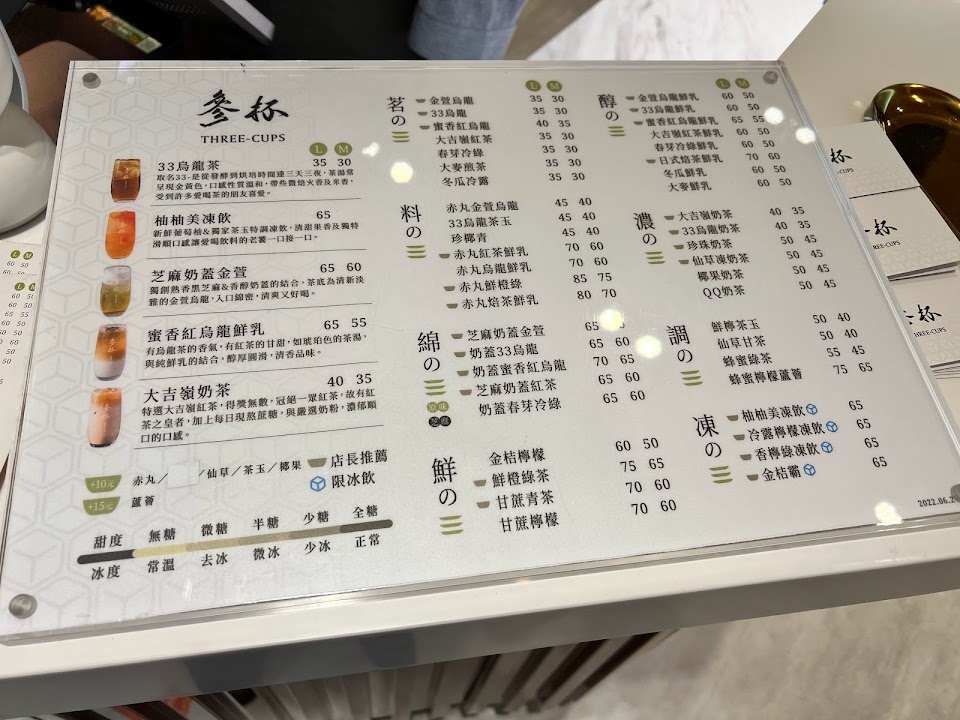 參杯
THREE-CUPS
L M
33烏龍茶 35 30
取名33-是從發酵到烘培時間達三天三夜，茶湯常
呈現金黃色，口感性質溫和，帶些微焙火香及米香，
受到許多愛喝茶的朋友喜愛。
柚柚美凍飲 65
新鮮葡萄柚&獨家茶玉特調凍飲，清甜果香及獨特
滑順口感讓愛喝飲料的老饕一口接一口。
芝麻奶蓋金萱 65 60
獨創熟香黑芝麻&香醇奶蓋的結合，茶底為清新淡
雅的金萱烏龍，入口綿密，清爽又好喝。
蜜香紅烏龍鮮乳 65 55
有烏龍茶的香氣，有紅茶的甘甜，如琥珀色的茶湯，
與純鮮乳的結合，醇厚圓滑，清香品味。
大吉嶺奶茶 40 35
特選大吉嶺紅茶，得獎無數，冠絕一眾紅茶，故有紅
茶之皇者，加上每日現熬蔗糖，與嚴選奶粉，濃郁順
口的口感。
+10元 赤丸／ ／仙草／茶玉／椰果
+15元 蘆薈
店長推薦
限冰飲
甜度 無糖 微糖 半糖 少糖 全糖
冰度 常溫 去冰 微冰 少冰 正常
茗の
L M
金萱烏龍 35 30
33烏龍 35 30
蜜香紅烏龍 40 35
大吉嶺紅茶 35 30
春芽冷綠 35 30
大麥煎茶 35 30
冬瓜冷露 35 30
料の
赤丸金萱烏龍 45 40
33烏龍茶玉 45 40
珍椰青 45 40
赤丸紅茶鮮乳 70 60
赤丸烏龍鮮乳 70 60
赤丸鮮橙綠 85 75
赤丸焙茶鮮乳 80 70
綿の
原味
芝麻
芝麻奶蓋金萱 65
奶蓋33烏龍 65 60
奶蓋蜜香紅烏龍 70 65
芝麻奶蓋紅茶 65 60
奶蓋春芽冷綠 65 60
鮮の
金桔檸檬 60 50
鮮橙綠茶 75 65
甘蔗青茶 70 60
甘蔗檸檬 70 60
醇の
L M
金萱烏龍鮮乳 60 50
33烏龍鮮乳 60 50
蜜香紅烏龍鮮乳 65 55
大吉嶺紅茶鮮乳 60 50
春芽冷綠鮮乳 60 50
日式焙茶鮮乳 70 60
冬瓜鮮乳 60 50
大麥鮮乳 60 50
濃の
大吉嶺奶茶 40 35
33烏龍奶茶 40 35
珍珠奶茶 50 45
仙草凍奶茶 50 45
椰果奶茶 50 45
QQ奶茶 50 45
調の
鮮檸茶玉 50 40
仙草甘茶 50 40
蜂蜜綠茶 55 45
蜂蜜檸檬蘆薈 75 65
凍の
柚柚美凍飲 65
冷露檸檬凍飲 65
香檸綠凍飲 65
金桔霸 65
2022.06.2